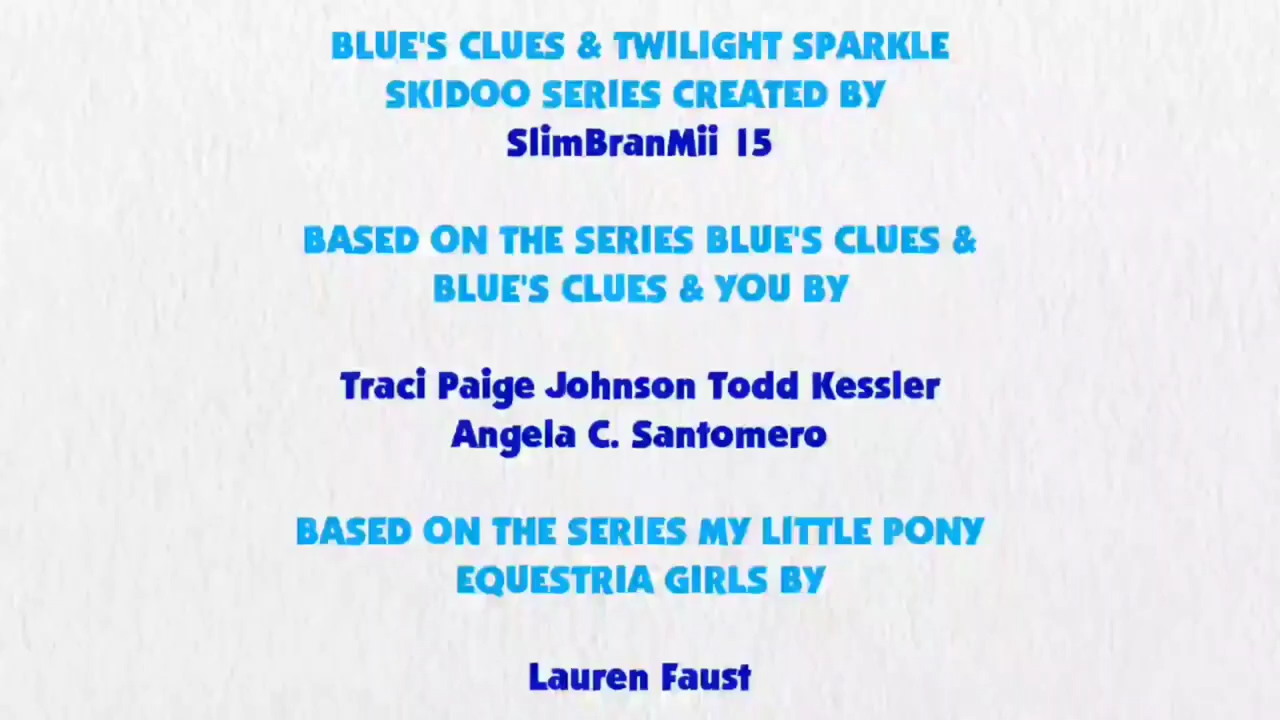 BLUE'S CLUES & TWILIGHT SPARKLE
SKIDOO SERIES CREATED BY
SlimBranMii 15
BASED ON THE SERIES BLUE'S CLUES &
BLUE'S CLUES & YOU BY
Traci Paige Johnson Todd Kessler
Angela C. Santomero
BASED ON THE SERIES MY LITTLE PONY
EQUESTRIA GIRLS BY
Lauren Faust